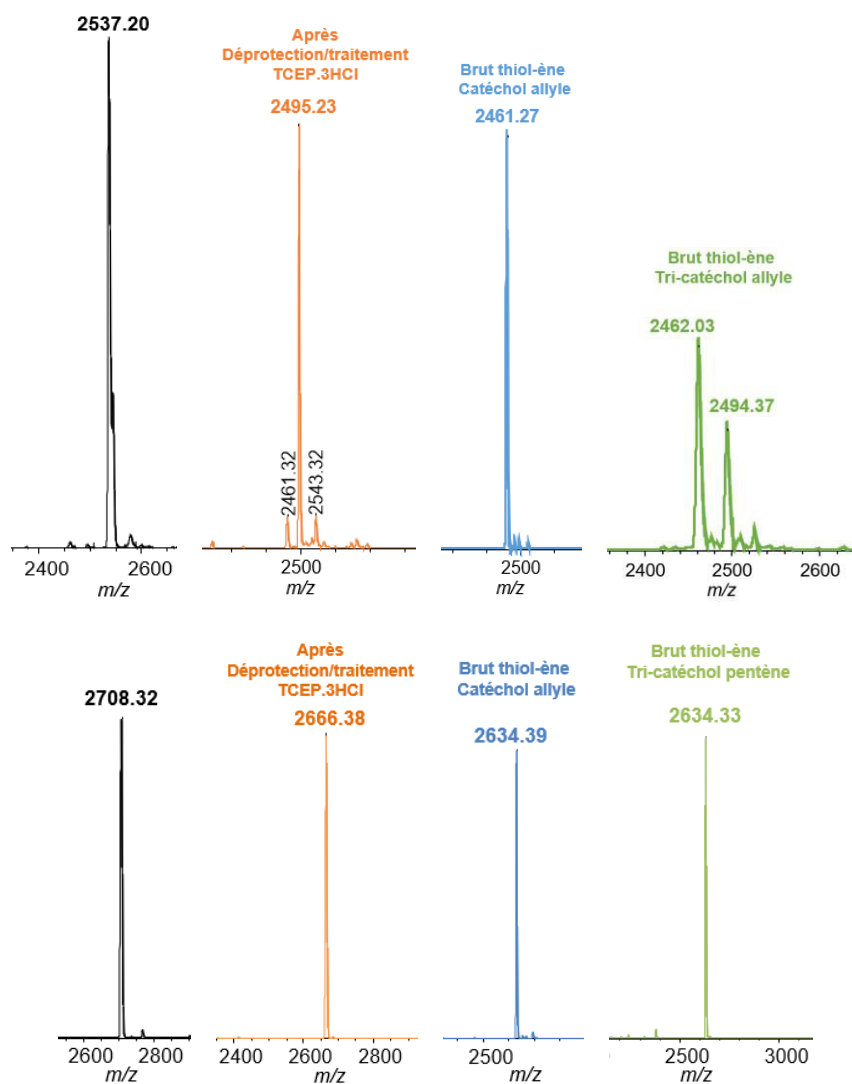 2537.20
Après
Déprotection/traitement
TCEP.3HCl
2495.23
Brut thiol-ène
Catéchol allyle
2461.27
Brut thiol-ène
Tri-catéchol allyle
2462.03
2494.37
2461.32
2543.32
2400 2600
m/z
2500
m/z
2500
m/z
2400 2500 2600
m/z
2708.32
Après
Déprotection/traitement
TCEP.3HCl
2666.38
Brut thiol-ène
Catéchol allyle
2634.39
Brut thiol-ène
Tri-catéchol pentène
2634.33
2600 2800
m/z
2400 2600 2800
m/z
2500
m/z
2500 3000
m/z